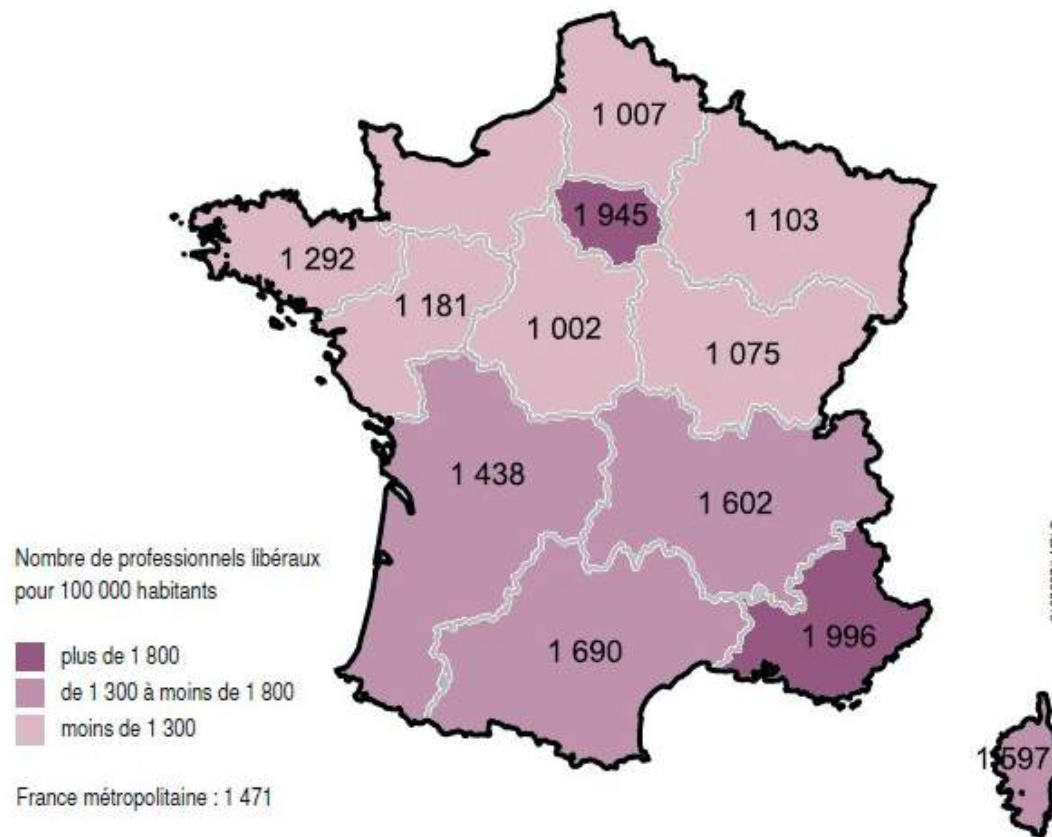 1 007
1 945
1 103
1 292
1 181
1 002
1 075
1 438
1 602
1 690
1 996
1 597
Nombre de professionnels libéraux
pour 100 000 habitants
plus de 1 800
de 1 300 à moins de 1 800
moins de 1 300
France métropolitaine : 1 471